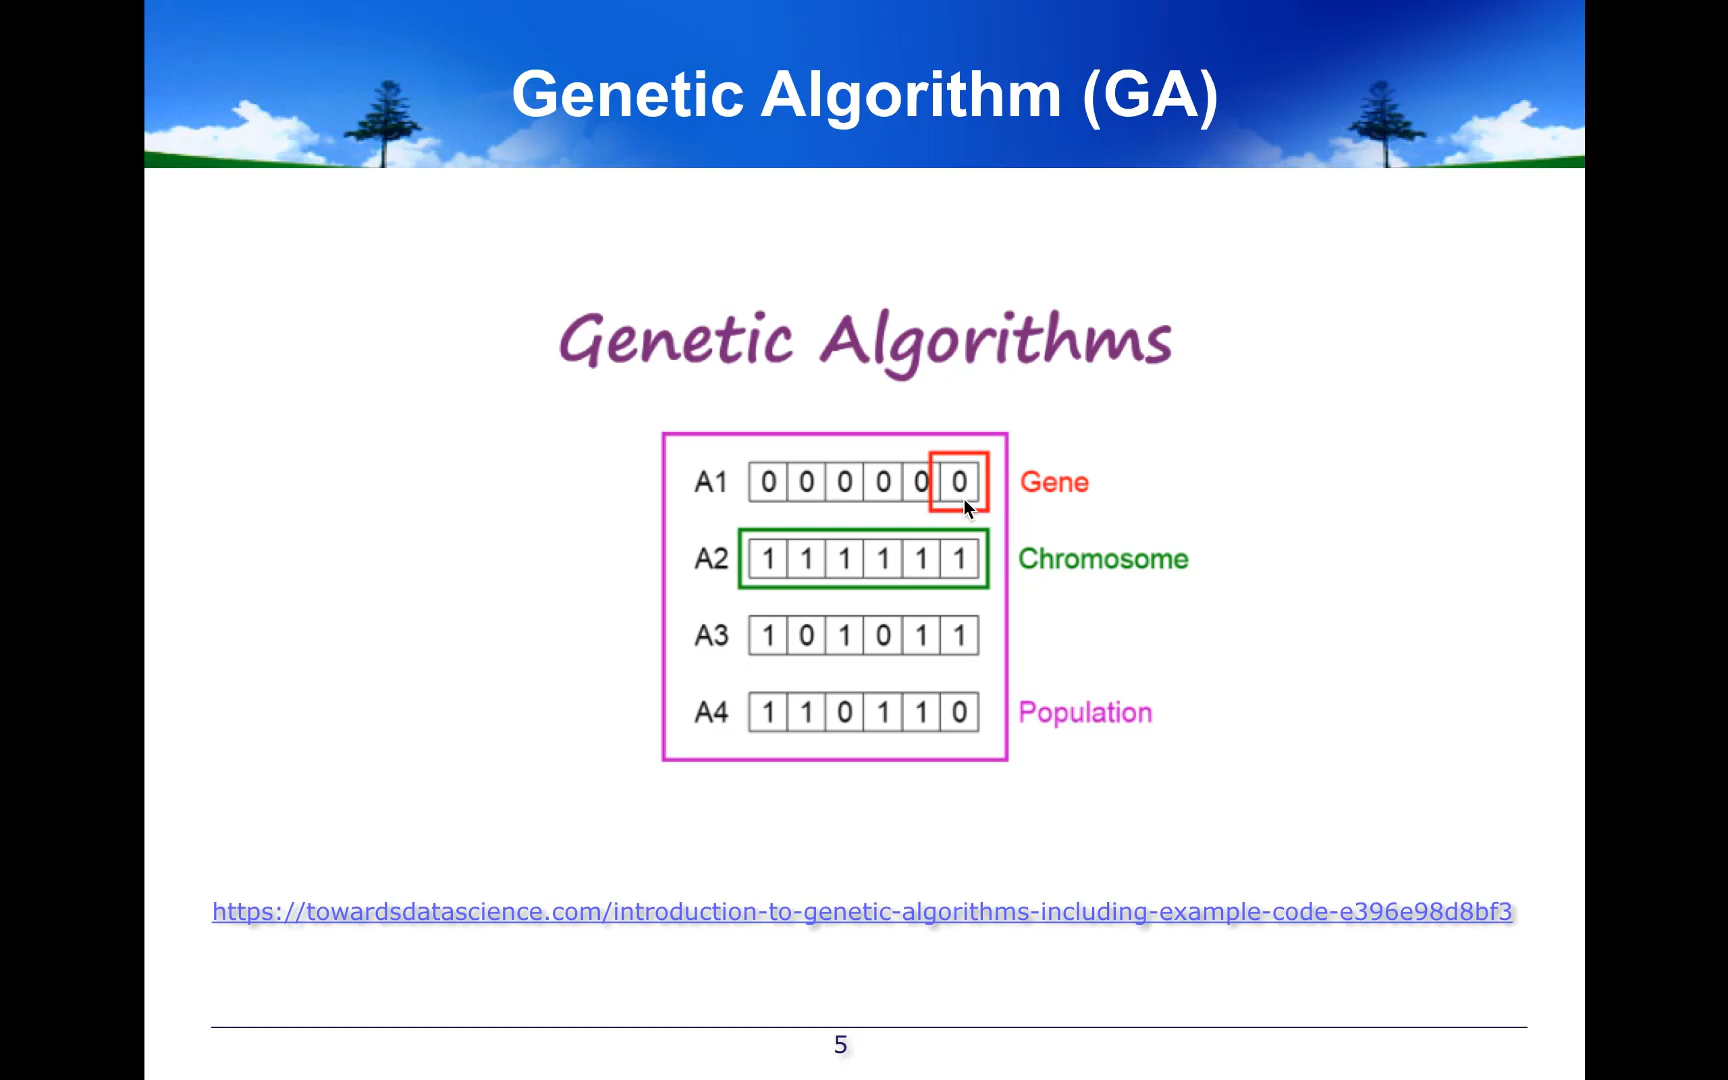 Genetic Algorithm (GA)
Genetic Algorithms
A1 0 0 0 0 0 0 Gene
A2 1 1 1 1 1 1 Chromosome
A3 1 0 1 0 1 1
A4 1 1 0 1 1 0 Population
https://towardsdatascience.com/introduction-to-genetic-algorithms-including-example-code-e396e98d8bf3
5